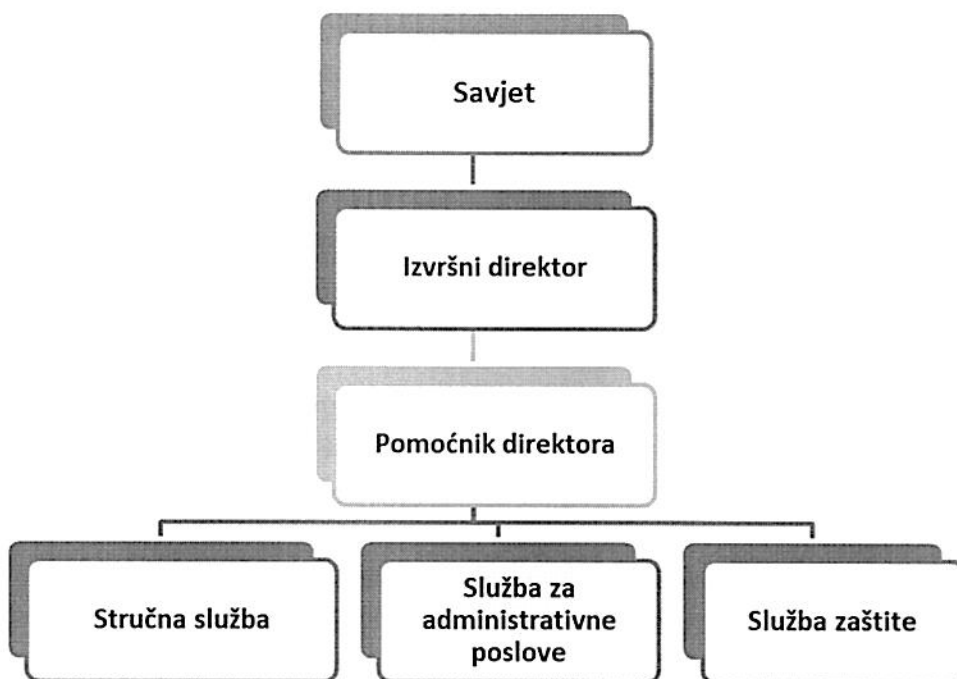 Savjet
Izvršni direktor
Pomoćnik direktora
Stručna služba
Služba za
administrativne
poslove
Služba zaštite